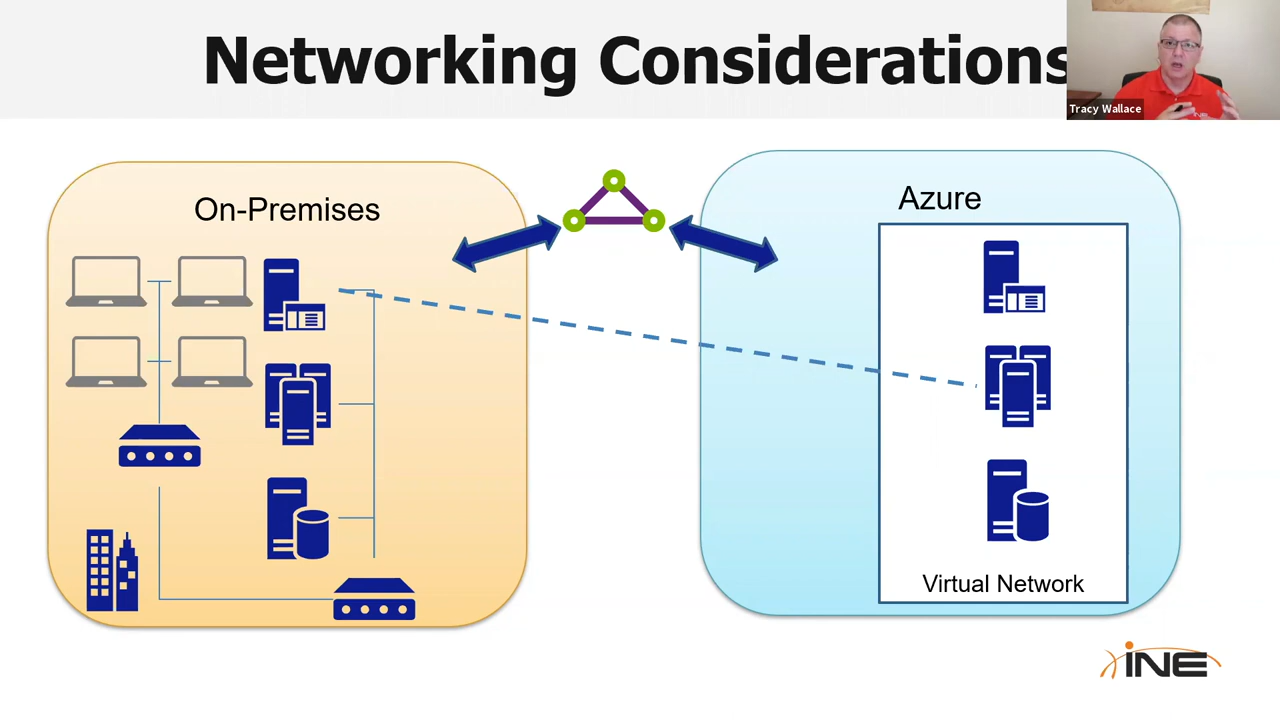 Networking Considerations
Tracy Wallace
On-Premises
Azure
Virtual Network
iNE